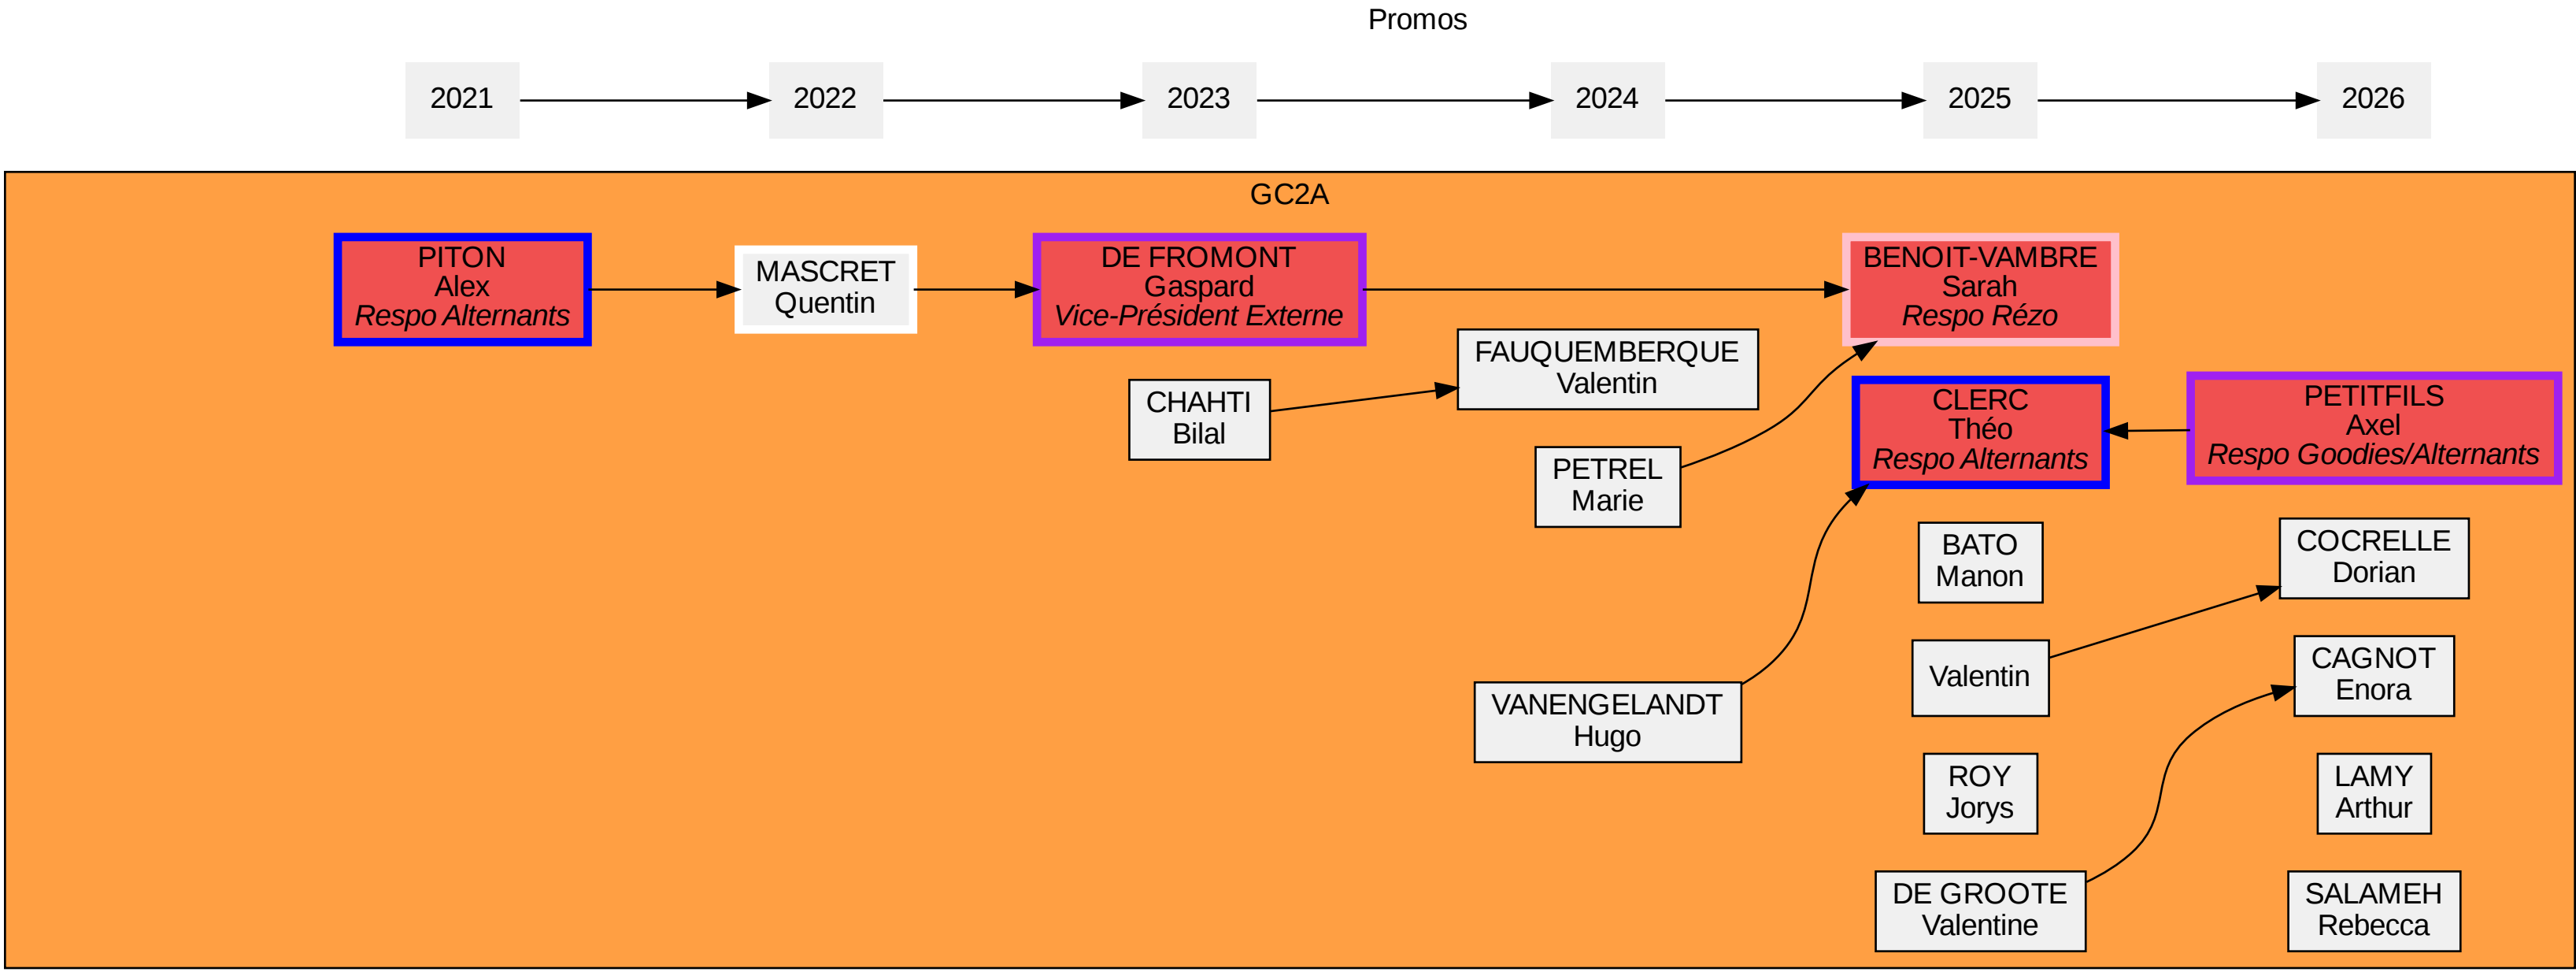 Promos
2021
2022
2023
2024
2025
2026
GC2A
PITON
Alex
Respo Alternants
MASCRET
Quentin
DE FROMONT
Gaspard
Vice-Président Externe
BENOIT-VAMBRE
Sarah
Respo Rézo
CHAHTI
Bilal
FAUQUEMBERQUE
Valentin
PETREL
Marie
CLERC
Théo
Respo Alternants
PETITFILS
Axel
Respo Goodies/Alternants
BATO
Manon
COCRELLE
Dorian
VANENGELANDT
Hugo
Valentin
CAGNOT
Enora
ROY
Jorys
LAMY
Arthur
DE GROOTE
Valentine
SALAMEH
Rebecca